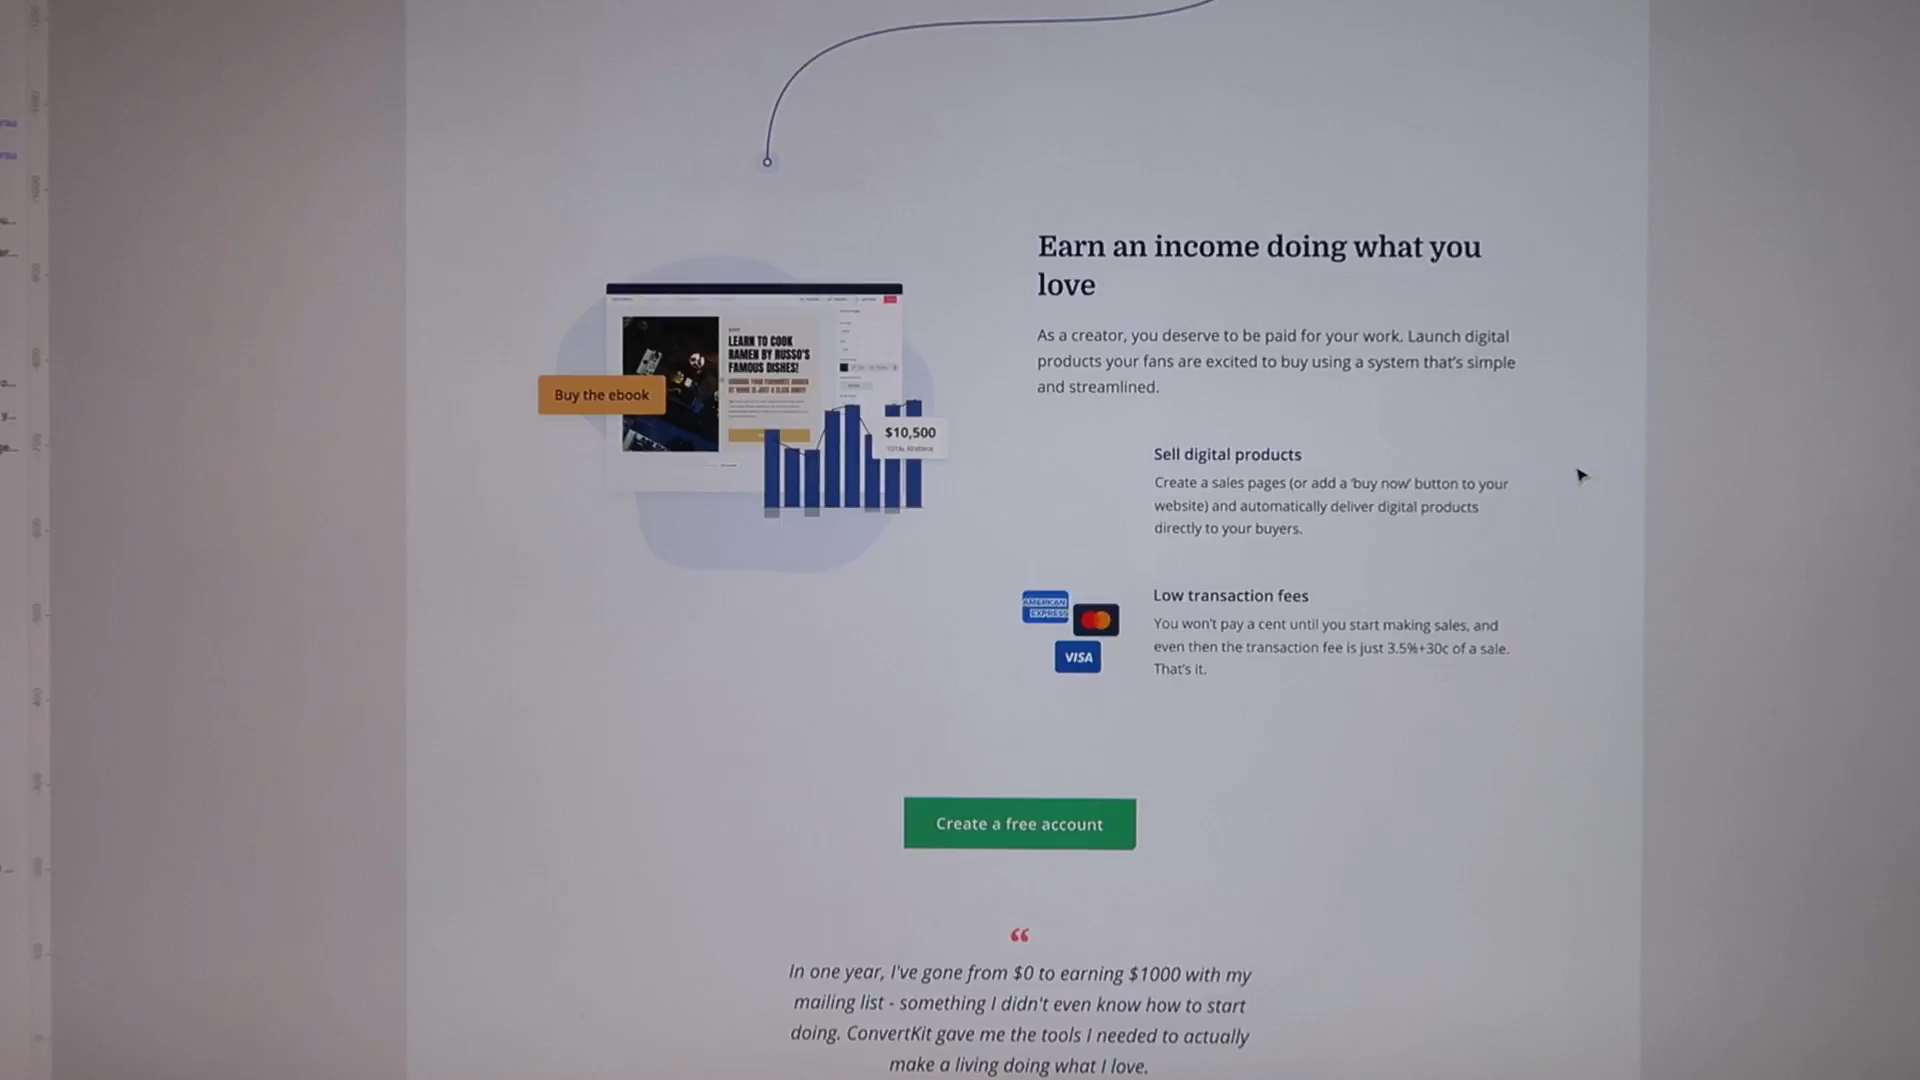 Earn an income doing what you
love
As a creator, you deserve to be paid for your work. Launch digital
products your fans are excited to buy using a system that's simple
and streamlined.
LEARN TO COOK
RAMEN BY RUSSO'S
FAMOUS DISHES!
Buy the ebook
$10,500
TOTAL REVENUE
Sell digital products
Create a sales pages (or add a 'buy now' button to your
website) and automatically deliver digital products
directly to your buyers.
AMERICAN
EXPRESS
VISA
Low transaction fees
You won't pay a cent until you start making sales, and
even then the transaction fee is just 3.5%+30c of a sale.
That's it.
Create a free account
“
In one year, I've gone from $0 to earning $1000 with my
mailing list - something I didn't even know how to start
doing. ConvertKit gave me the tools I needed to actually
make a living doing what I love.